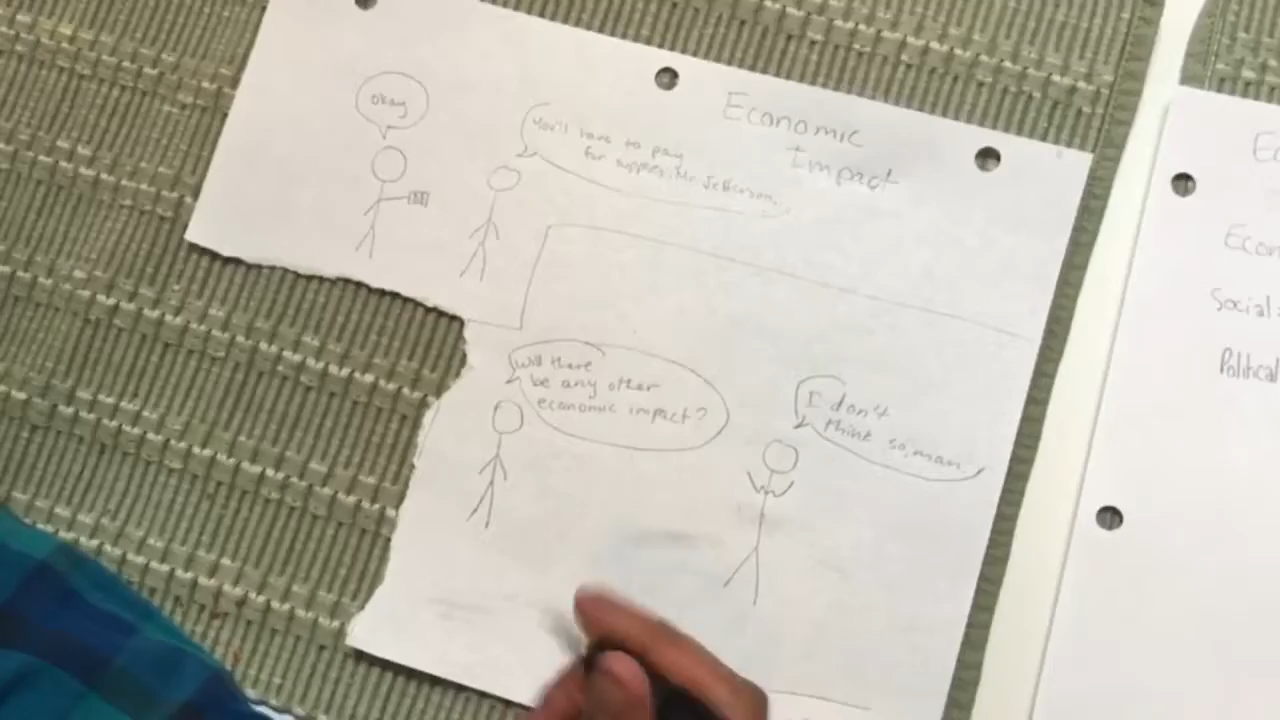 Economic
Impact
okay
You'll have to pay
for supplies, Mr. Jefferson.
Will there
be any other
economic impact?
I don't
think so, man.
Econ
Social:
Political